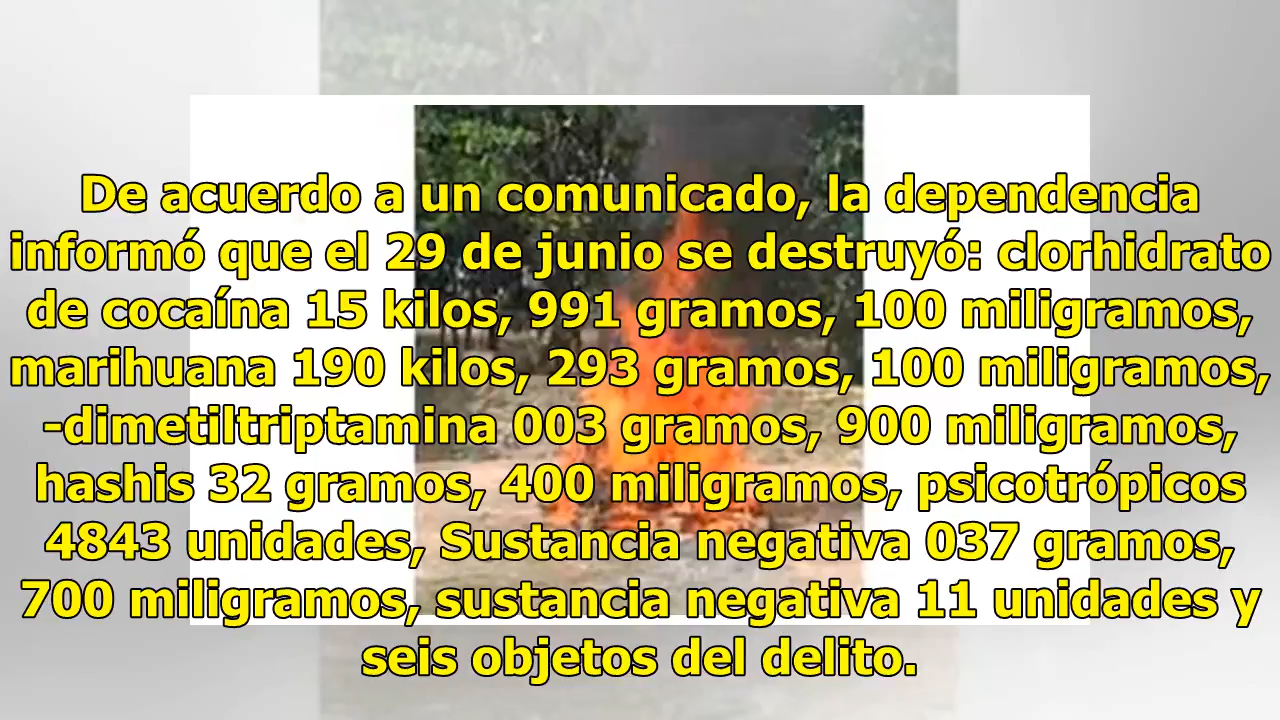 De acuerdo a un comunicado, la dependencia
informó que el 29 de junio se destruyó: clorhidrato
de cocaína 15 kilos, 991 gramos, 100 miligramos,
marihuana 190 kilos, 293 gramos, 100 miligramos,
-dimetiltriptamina 003 gramos, 900 miligramos,
hashis 32 gramos, 400 miligramos, psicotrópicos
4843 unidades, Sustancia negativa 037 gramos,
700 miligramos, sustancia negativa 11 unidades y
seis objetos del delito.